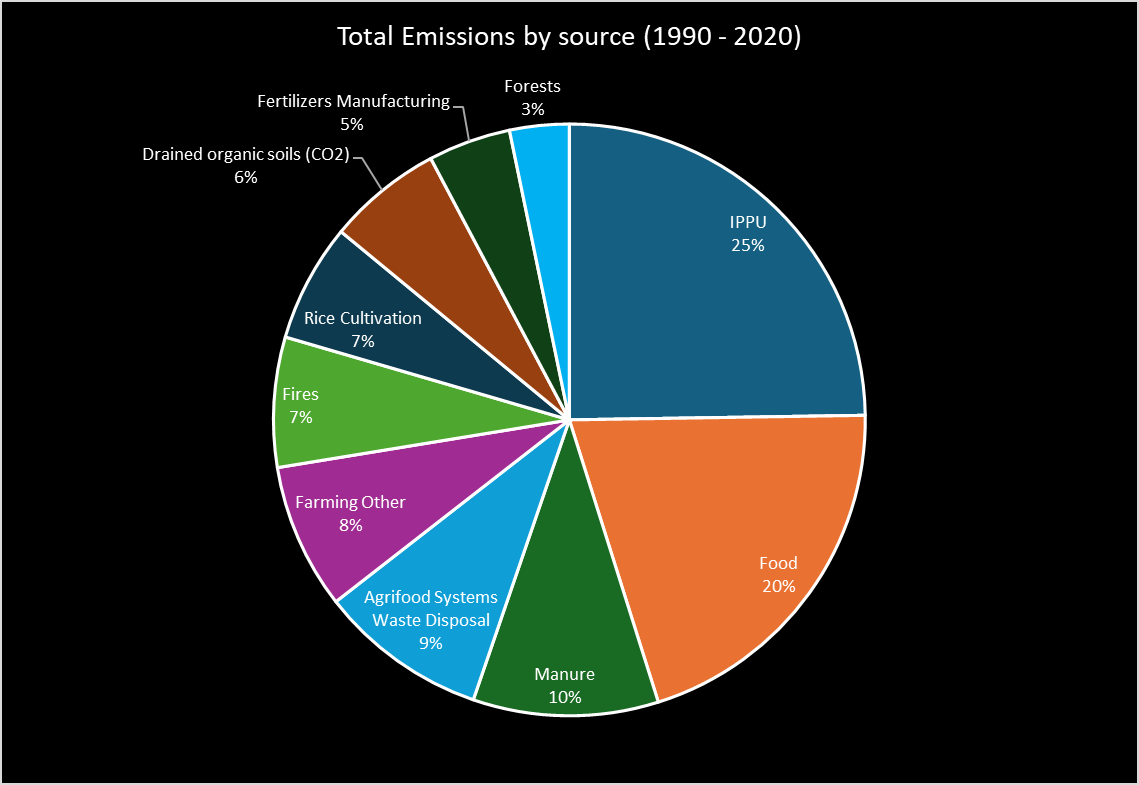 Total Emissions by source (1990 - 2020)
Forests
3%
Fertilizers Manufacturing
5%
Drained organic soils (CO2)
6%
IPPU
25%
Rice Cultivation
7%
Fires
7%
Farming Other
8%
Food
20%
Agrifood Systems
Waste Disposal
9%
Manure
10%